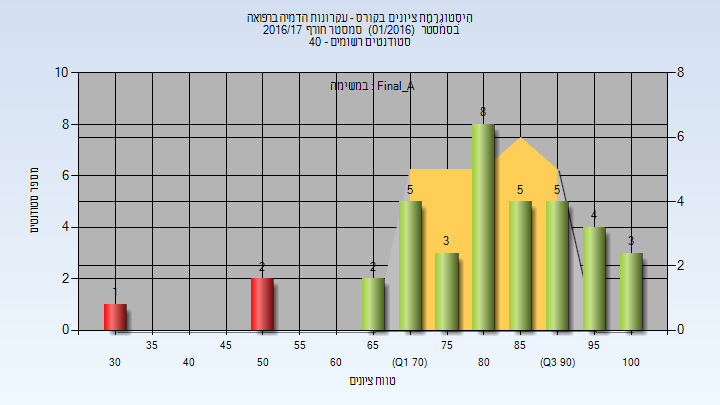 היסטוגרמת ציונים בקורס - עקרונות הדמיה ברפואה
בסמסטר (01/2016) סמסטר חורף 2016/17
סטודנטים רשומים - 40
במשימה : Final_A
10 8
8 6
6 4
4 2
2 0
0
מספר סטודנטים
1 2 2 5 3 8 5 5 4 3
35 45 55 65 75 85 95
30 40 50 60 (Q1 70) 80 (Q3 90) 100
טווח ציונים